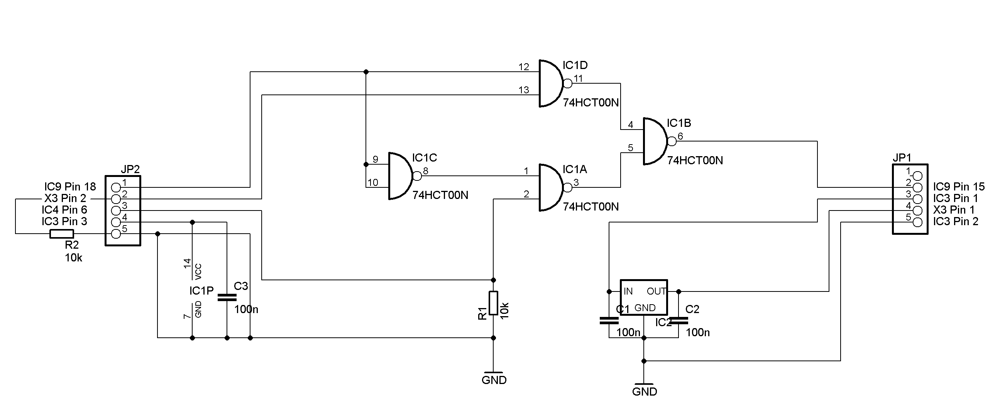 12
IC1D
11
13
74HCT00N
4
IC1B
6
5
74HCT00N
9
IC1C
8
10
74HCT00N
1
IC1A
3
2
74HCT00N
JP2
IC9 Pin 18
1
X3 Pin 2
2
IC4 Pin 6
3
IC3 Pin 3
4
5
R2
10k
14
VCC
IC1P
7
GND
C3
100n
R1
10k
GND
IN
OUT
GND
C1
100n
IC2
C2
100n
GND
JP1
1
2
IC9 Pin 15
3
IC3 Pin 1
4
X3 Pin 1
5
IC3 Pin 2